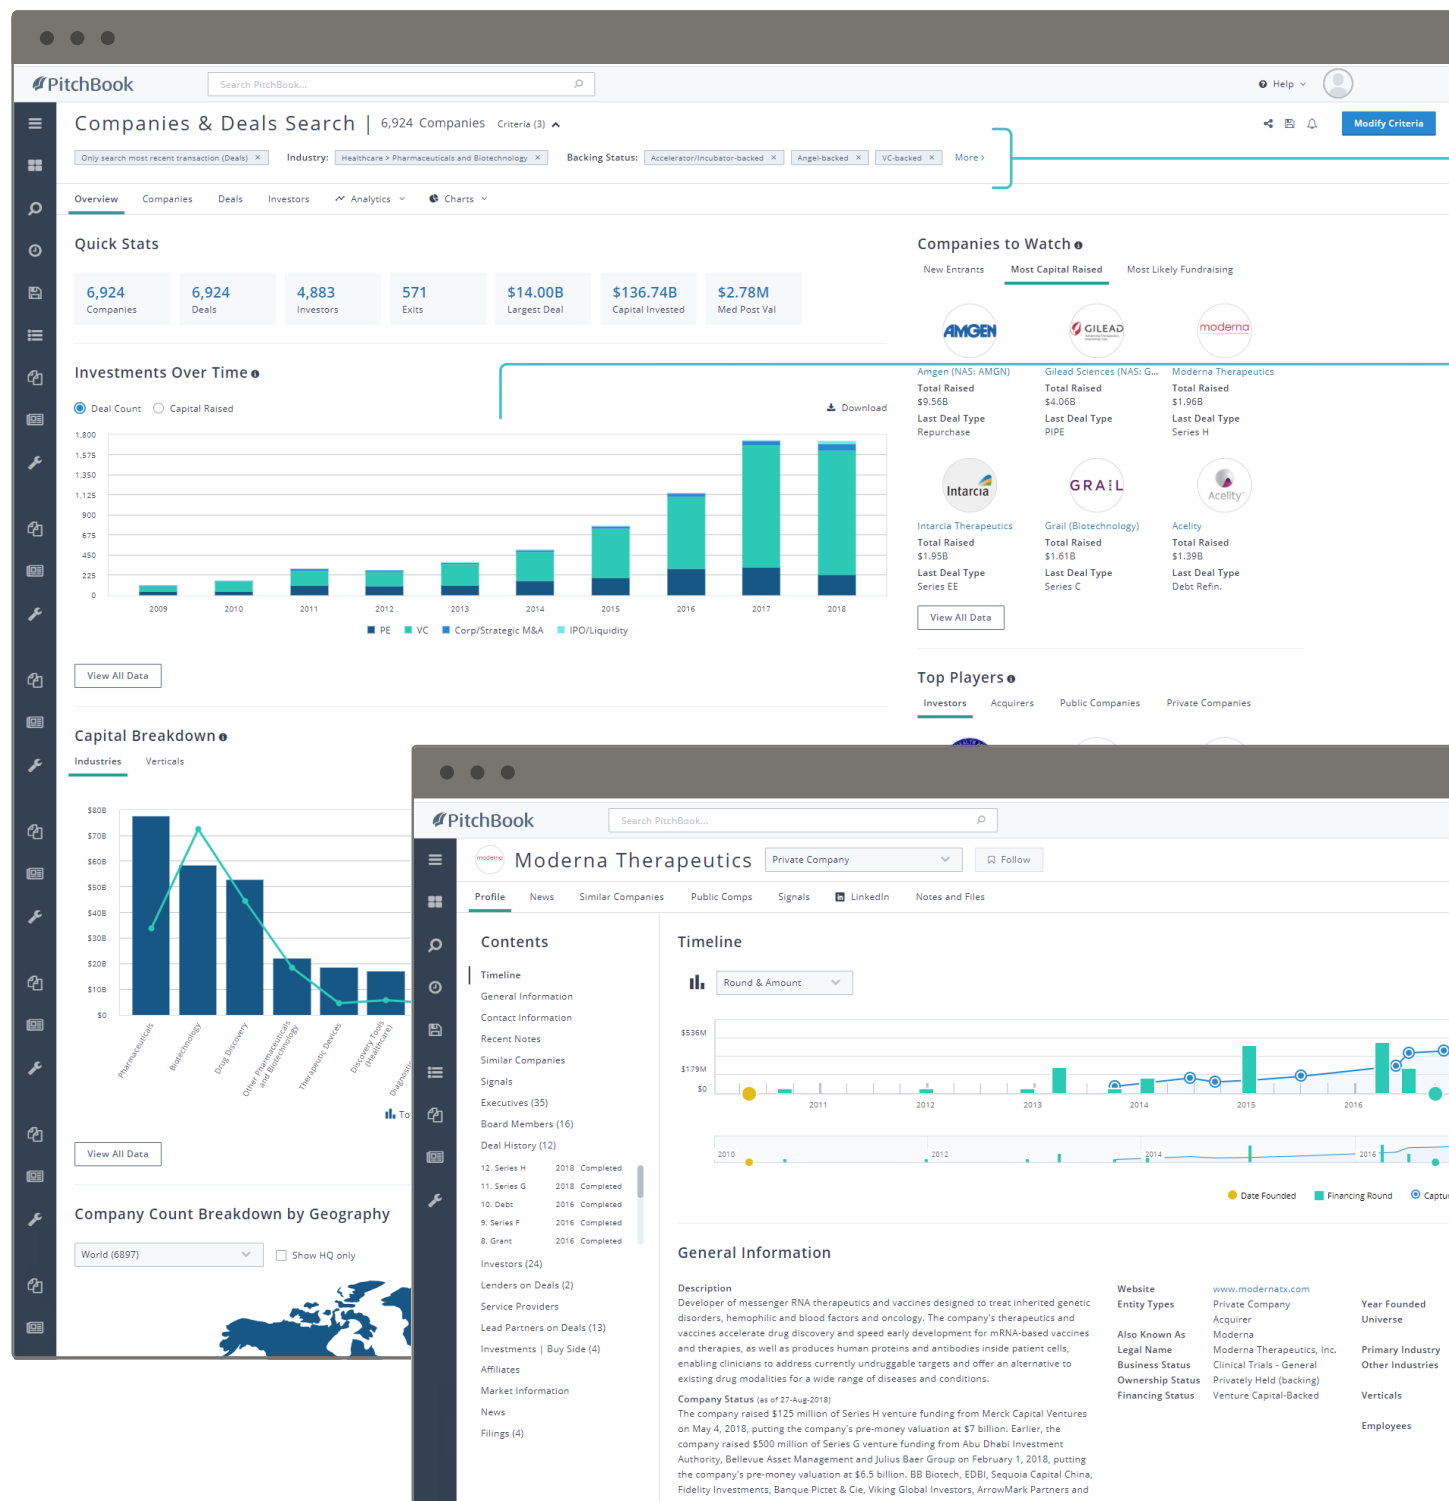 PitchBook
Search PitchBook...
Help
Companies & Deals Search | 6,924 Companies Criteria (3)
Modify Criteria
Only search most recent transaction (Deals) ×
Industry: Healthcare > Pharmaceuticals and Biotechnology ×
Backing Status: Accelerator/Incubator-backed × Angel-backed × VC-backed × More ›
Overview Companies Deals Investors Analytics Charts
Quick Stats
6,924 Companies
6,924 Deals
4,883 Investors
571 Exits
$14.00B Largest Deal
$136.74B Capital Invested
$2.78M Med Post Val
Investments Over Time
Deal Count Capital Raised
Download
1,800
1,575
1,350
1,125
900
675
450
225
0
2009 2010 2011 2012 2013 2014 2015 2016 2017 2018
PE VC Corp/Strategic M&A IPO/Liquidity
View All Data
Capital Breakdown
Industries Verticals
$80B
$70B
$60B
$50B
$40B
$30B
$20B
$10B
$0
Pharmaceuticals
Biotechnology
Drug Discovery
Other Pharmaceuticals
and Biotechnology
Therapeutic Devices
Discovery Tools
(Healthcare)
Diagnosti
To
View All Data
Company Count Breakdown by Geography
World (6897)
Show HQ only
Companies to Watch
New Entrants Most Capital Raised Most Likely Fundraising
AMGEN
GILEAD
moderna
Amgen (NAS: AMGN) Gilead Sciences (NAS: G... Moderna Therapeutics
Total Raised Total Raised Total Raised
$9.56B $4.06B $1.96B
Last Deal Type Last Deal Type Last Deal Type
Repurchase PIPE Series H
Intarcia
GRAIL
Acelity
Intarcia Therapeutics Grail (Biotechnology) Acelity
Total Raised Total Raised Total Raised
$1.95B $1.61B $1.39B
Last Deal Type Last Deal Type Last Deal Type
Series EE Series C Debt Refin.
View All Data
Top Players
Investors Acquirers Public Companies Private Companies
PitchBook
Search PitchBook...
moderna
Moderna Therapeutics
Private Company
Follow
Profile News Similar Companies Public Comps Signals in LinkedIn Notes and Files
Contents
Timeline
General Information
Contact Information
Recent Notes
Similar Companies
Signals
Executives (35)
Board Members (16)
Deal History (12)
12. Series H 2018 Completed
11. Series G 2018 Completed
10. Debt 2016 Completed
9. Series F 2016 Completed
8. Grant 2016 Completed
Investors (24)
Lenders on Deals (2)
Service Providers
Lead Partners on Deals (13)
Investments | Buy Side (4)
Affiliates
Market Information
News
Filings (4)
Timeline
Round & Amount
$536M
$179M
$0
2011 2012 2013 2014 2015 2016
2010 2012 2014 2016
Date Founded Financing Round Captu
General Information
Description
Developer of messenger RNA therapeutics and vaccines designed to treat inherited genetic
disorders, hemophilic and blood factors and oncology. The company's therapeutics and
vaccines accelerate drug discovery and speed early development for mRNA-based vaccines
and therapies, as well as produces human proteins and antibodies inside patient cells,
enabling clinicians to address currently undruggable targets and offer an alternative to
existing drug modalities for a wide range of diseases and conditions.
Company Status (as of 27-Aug-2018)
The company raised $125 million of Series H venture funding from Merck Capital Ventures
on May 4, 2018, putting the company's pre-money valuation at $7 billion. Earlier, the
company raised $500 million of Series G venture funding from Abu Dhabi Investment
Authority, Bellevue Asset Management and Julius Baer Group on February 1, 2018, putting
the company's pre-money valuation at $6.5 billion. BB Biotech, EDBI, Sequoia Capital China,
Fidelity Investments, Banque Pictet & Cie, Viking Global Investors, ArrowMark Partners and
Website www.modernatx.com
Entity Types Private Company
Acquirer
Also Known As Moderna
Legal Name Moderna Therapeutics, Inc.
Business Status Clinical Trials - General
Ownership Status Privately Held (backing)
Financing Status Venture Capital-Backed
Year Founded
Universe
Primary Industry
Other Industries
Verticals
Employees